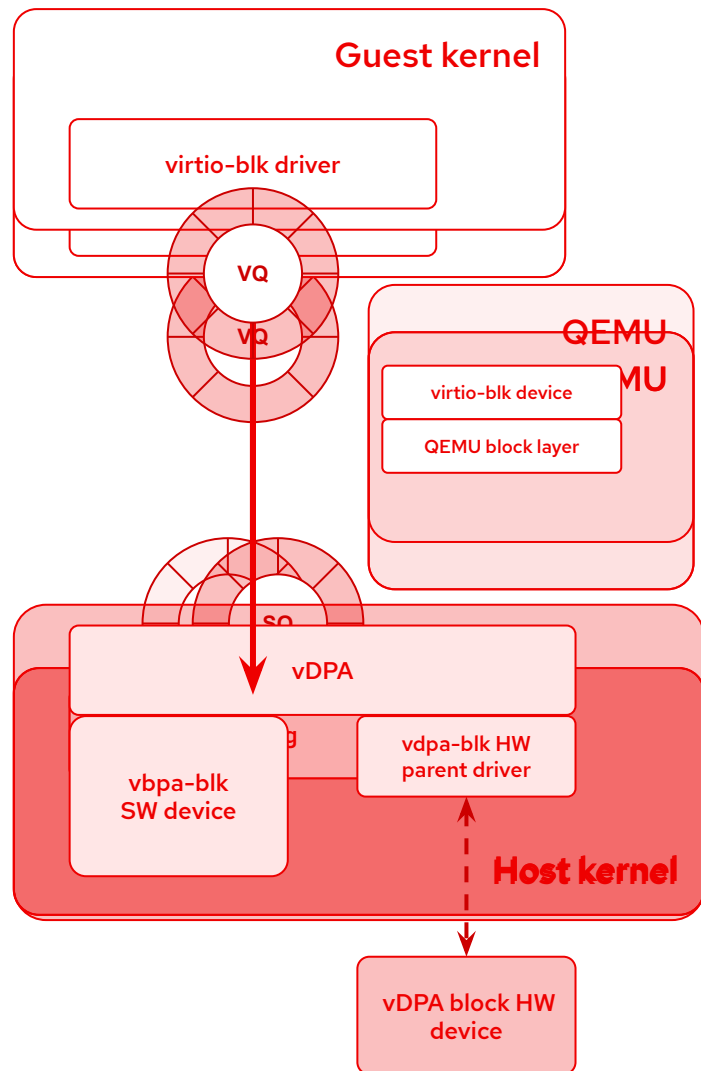 Guest kernel
virtio-blk driver
VQ
VQ
QEMU
MU
virtio-blk device
QEMU block layer
SQ
vDPA
g
vbpa-blk
SW device
vdpa-blk HW
parent driver
Host kernel
vDPA block HW
device